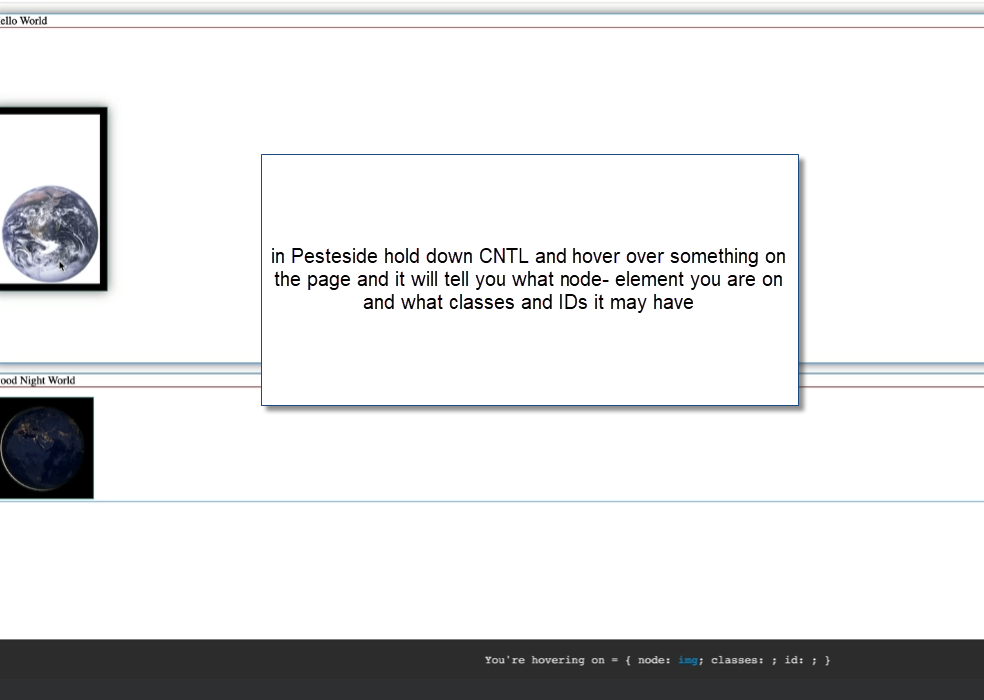 ello World
in Pesteside hold down CNTL and hover over something on
the page and it will tell you what node- element you are on
and what classes and IDs it may have
ood Night World
You're hovering on = { node: img; classes: ; id: ; }